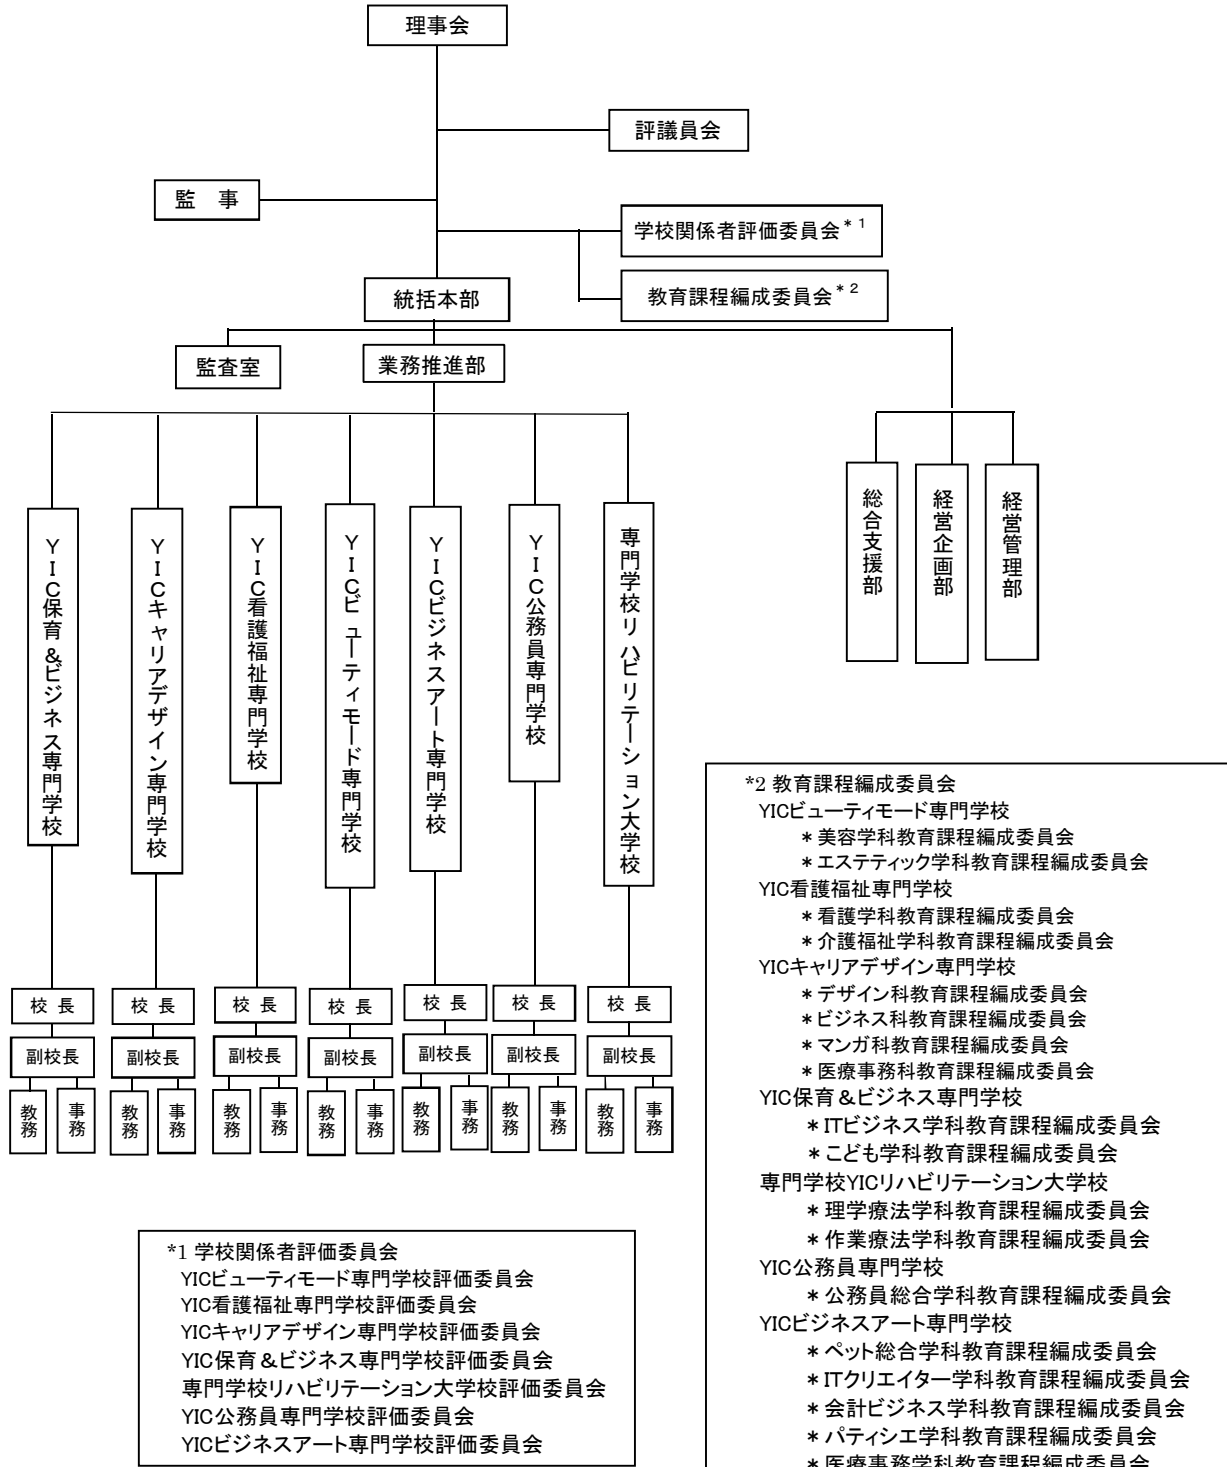 理事会
評議員会
監　事
学校関係者評価委員会*1
教育課程編成委員会*2
統括本部
監査室
業務推進部
YIC保育&ビジネス専門学校
YICキャリアデザイン専門学校
YIC看護福祉専門学校
YICビューティモード専門学校
YICビジネスアート専門学校
YIC公務員専門学校
専門学校リハビリテーション大学校
総合支援部
経営企画部
経営管理部
校 長
校 長
校 長
校 長
校 長
校 長
校 長
副校長
副校長
副校長
副校長
副校長
副校長
副校長
教務
事務
教務
事務
教務
事務
教務
事務
教務
事務
教務
事務
教務
事務
*1 学校関係者評価委員会
YICビューティモード専門学校評価委員会
YIC看護福祉専門学校評価委員会
YICキャリアデザイン専門学校評価委員会
YIC保育＆ビジネス専門学校評価委員会
専門学校リハビリテーション大学校評価委員会
YIC公務員専門学校評価委員会
YICビジネスアート専門学校評価委員会
*2 教育課程編成委員会
YICビューティモード専門学校
＊美容学科教育課程編成委員会
＊エステティック学科教育課程編成委員会
YIC看護福祉専門学校
＊看護学科教育課程編成委員会
＊介護福祉学科教育課程編成委員会
YICキャリアデザイン専門学校
＊デザイン科教育課程編成委員会
＊ビジネス科教育課程編成委員会
＊マンガ科教育課程編成委員会
＊医療事務科教育課程編成委員会
YIC保育＆ビジネス専門学校
＊ITビジネス学科教育課程編成委員会
＊こども学科教育課程編成委員会
専門学校YICリハビリテーション大学校
＊理学療法学科教育課程編成委員会
＊作業療法学科教育課程編成委員会
YIC公務員専門学校
＊公務員総合学科教育課程編成委員会
YICビジネスアート専門学校
＊ペット総合学科教育課程編成委員会
＊ITクリエイター学科教育課程編成委員会
＊会計ビジネス学科教育課程編成委員会
＊パティシエ学科教育課程編成委員会
＊医療事務学科教育課程編成委員会